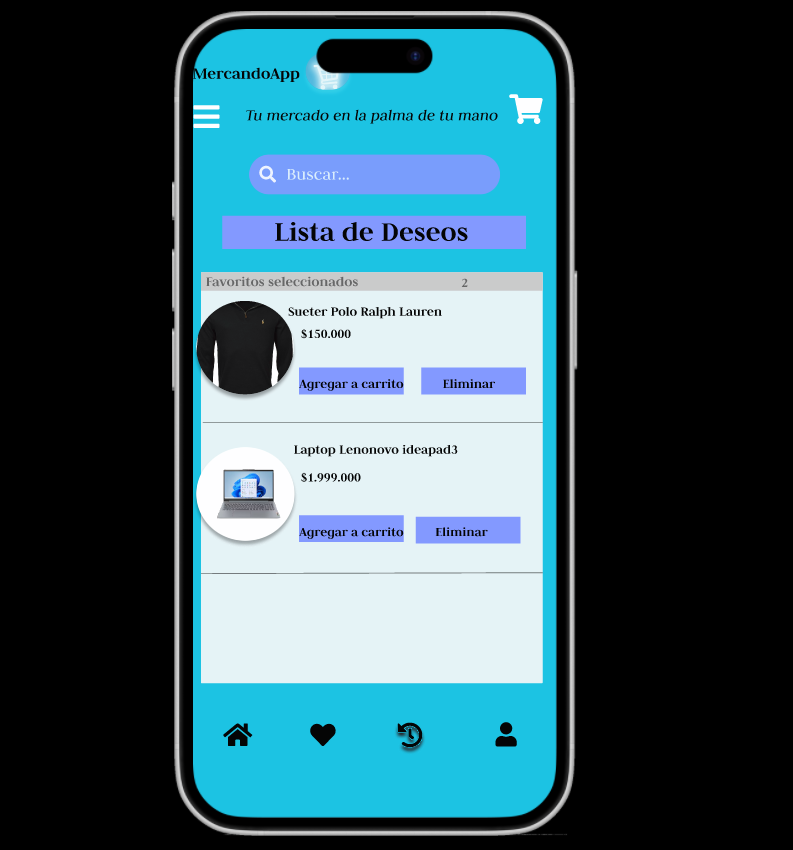 MercandoApp
Tu mercado en la palma de tu mano
Buscar...
Lista de Deseos
Favoritos seleccionados 2
Sueter Polo Ralph Lauren
$150.000
Agregar a carrito Eliminar
Laptop Lenonovo ideapad3
$1.999.000
Agregar a carrito Eliminar